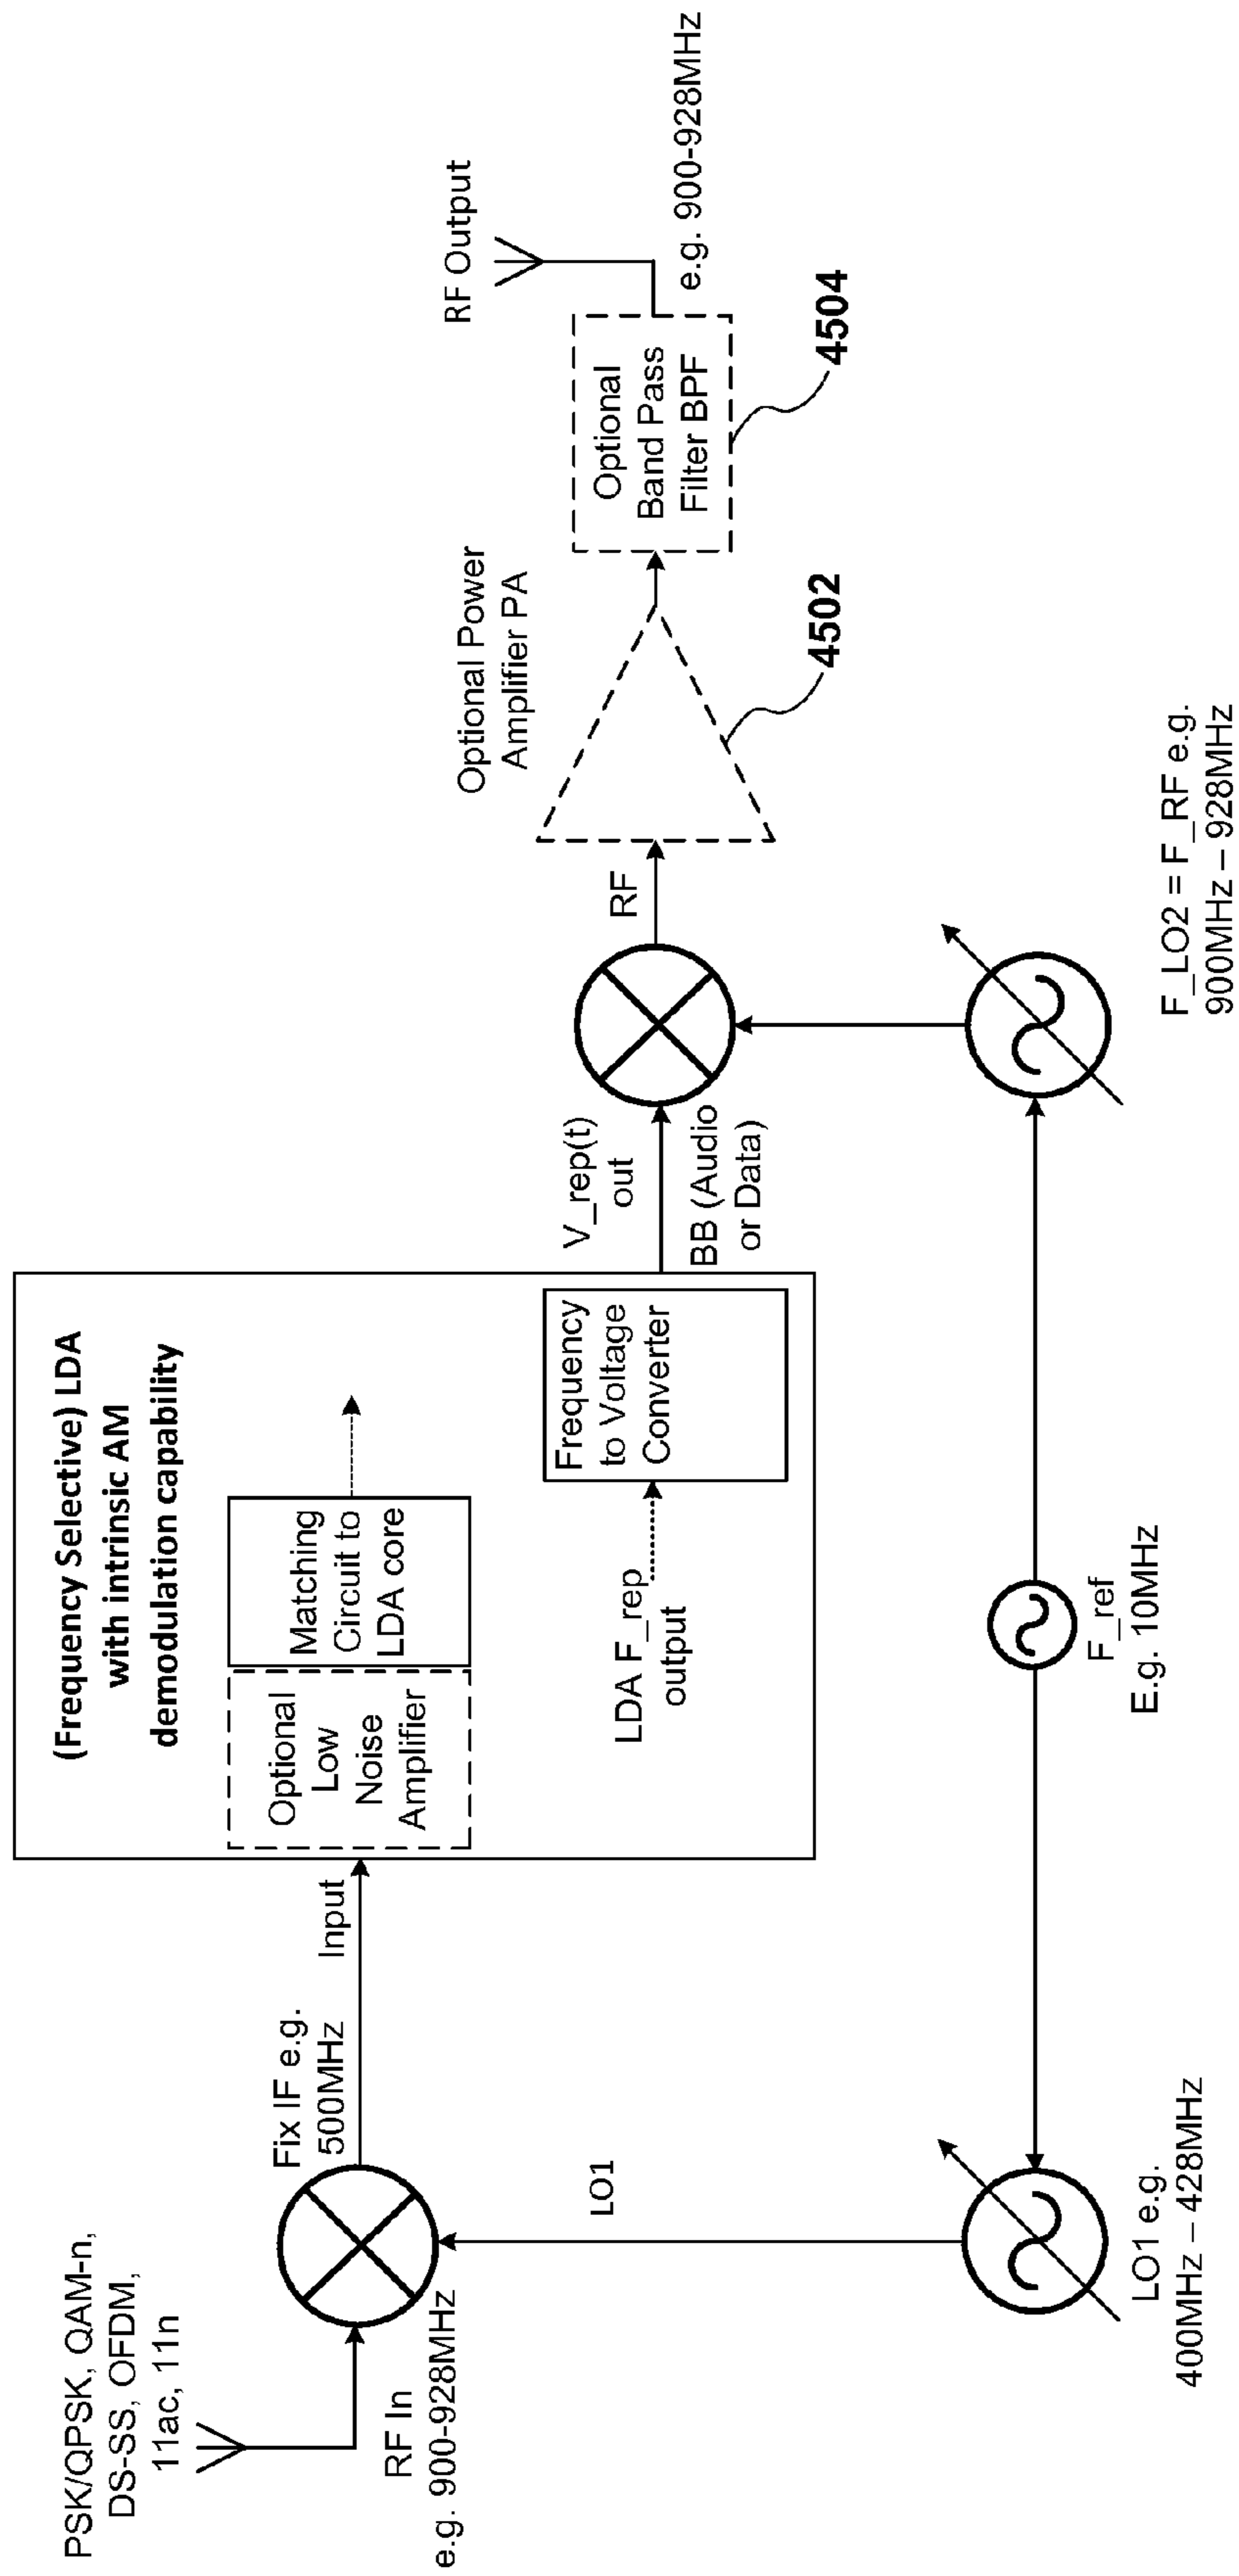 PSK/QPSK, QAM-n,
DS-SS, OFDM,
11ac, 11n
RF In
e.g. 900-928MHz
Fix IF e.g.
500MHz
Input
LO1
LO1 e.g.
400MHz – 428MHz
(Frequency Selective) LDA
with intrinsic AM
demodulation capability
Optional
Low
Noise
Amplifier
Matching
Circuit to
LDA core
LDA F_rep
output
Frequency
to Voltage
Converter
F_ref
E.g. 10MHz
V_rep(t)
out
BB (Audio
or Data)
RF
F_LO2 = F_RF e.g.
900MHz – 928MHz
Optional Power
Amplifier PA
4502
Optional
Band Pass
Filter BPF
4504
RF Output
e.g. 900-928MHz